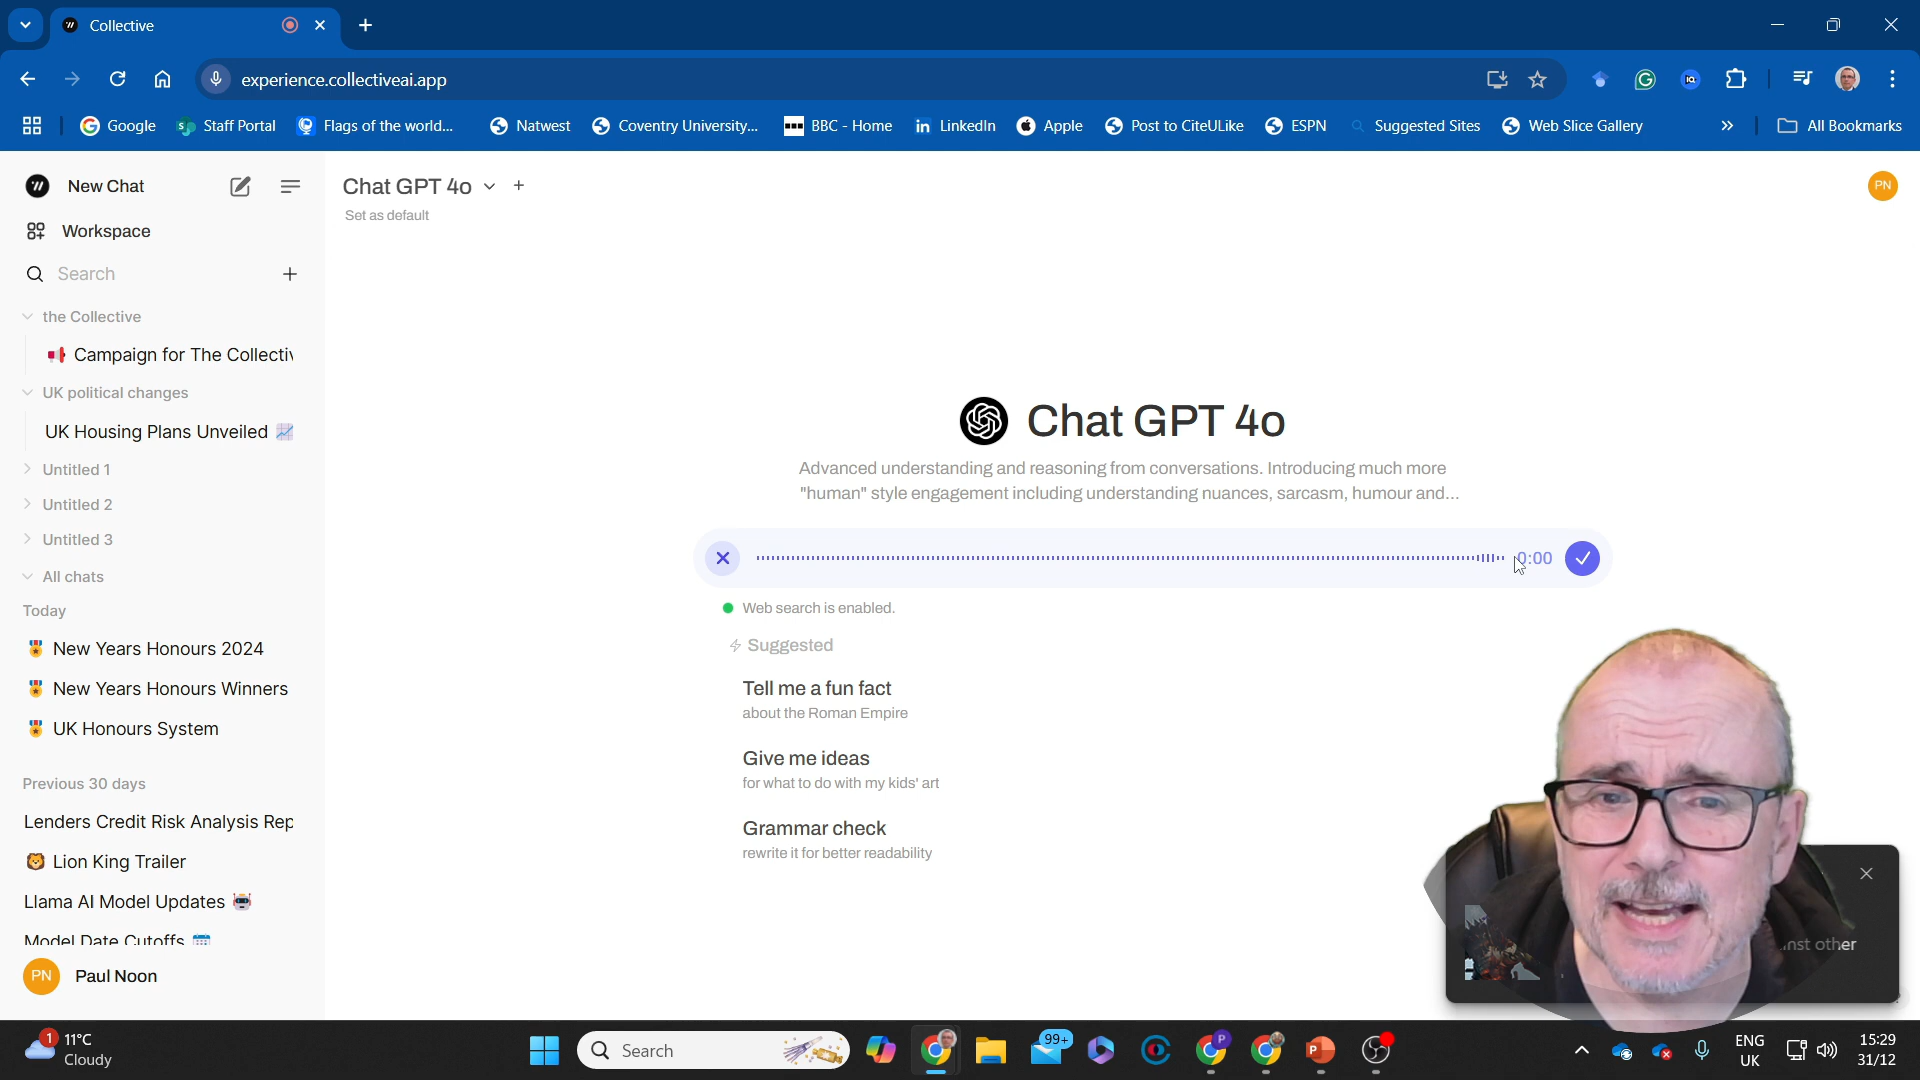 Collective
experience.collectiveai.app
Google
Staff Portal
Flags of the world...
Natwest
Coventry University...
BBC - Home
LinkedIn
Apple
Post to CiteULike
ESPN
Suggested Sites
Web Slice Gallery
All Bookmarks
New Chat
Workspace
Search
the Collective
Campaign for The Collectiv
UK political changes
UK Housing Plans Unveiled
Untitled 1
Untitled 2
Untitled 3
All chats
Today
New Years Honours 2024
New Years Honours Winners
UK Honours System
Previous 30 days
Lenders Credit Risk Analysis Rep
Lion King Trailer
Llama AI Model Updates
Model Date Cutoffs
PN
Paul Noon
Chat GPT 4o
Set as default
PN
Chat GPT 4o
Advanced understanding and reasoning from conversations. Introducing much more
"human" style engagement including understanding nuances, sarcasm, humour and...
0:00
Web search is enabled.
Suggested
Tell me a fun fact
about the Roman Empire
Give me ideas
for what to do with my kids' art
Grammar check
rewrite it for better readability
other
1
11°C
Cloudy
Search
99+
P
P
ENG
UK
15:29
31/12